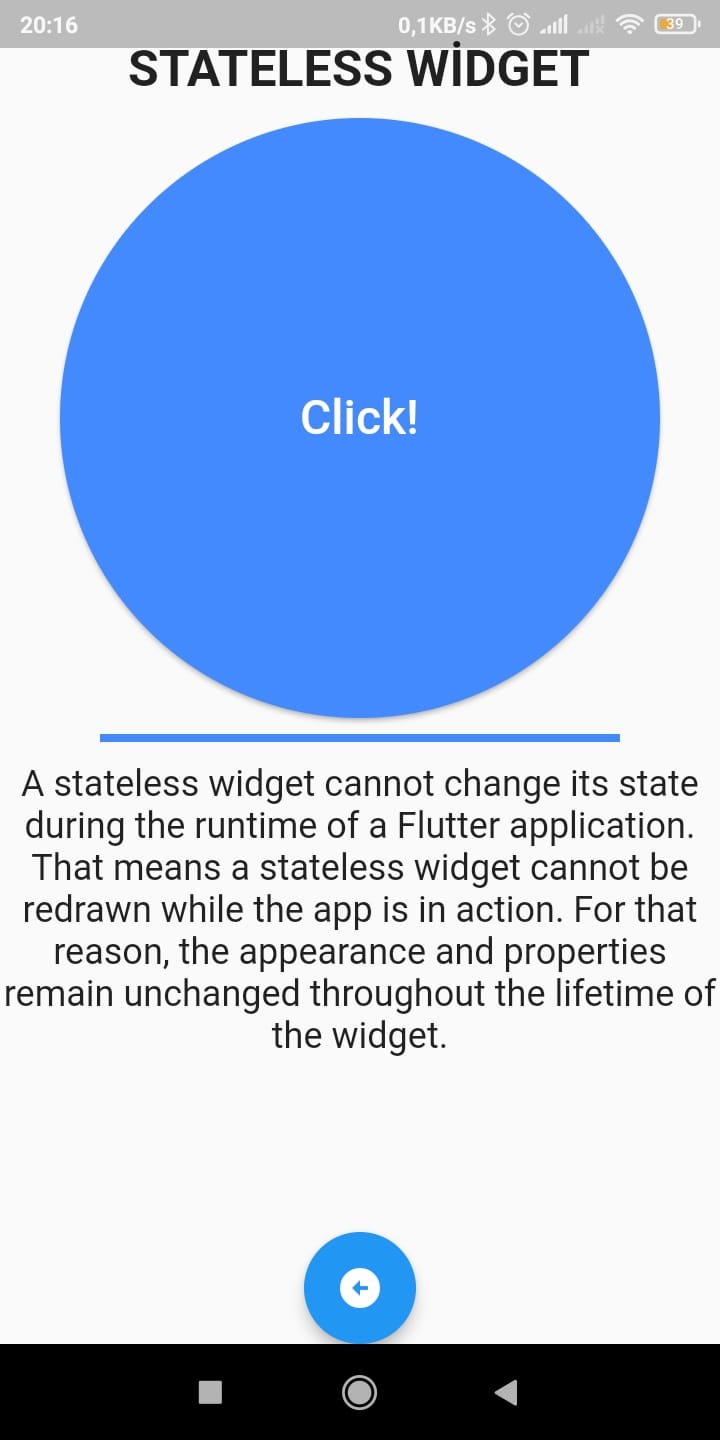 20:16
0,1KB/s
39
STATELESS WİDGET
Click!
A stateless widget cannot change its state
during the runtime of a Flutter application.
That means a stateless widget cannot be
redrawn while the app is in action. For that
reason, the appearance and properties
remain unchanged throughout the lifetime of
the widget.